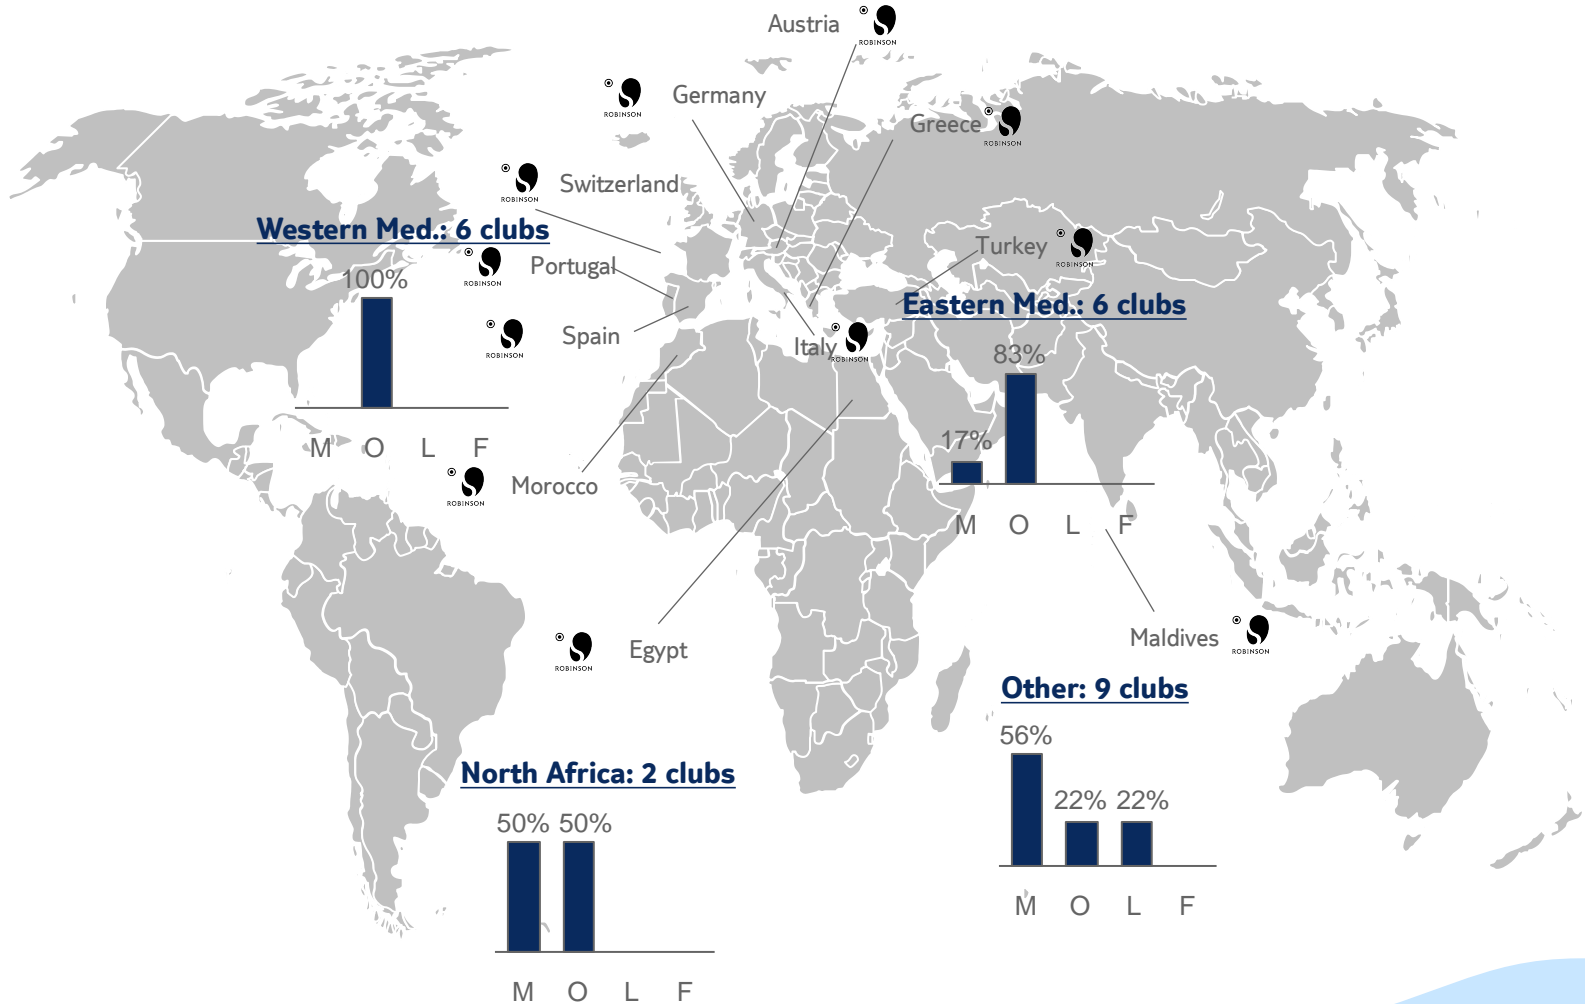 Austria
ROBINSON
ROBINSON
Germany
Greece
ROBINSON
ROBINSON
Switzerland
Western Med.: 6 clubs
Turkey
ROBINSON
ROBINSON
Portugal
100%
Eastern Med.: 6 clubs
ROBINSON
Spain
Italy
ROBINSON
83%
17%
M O L F
ROBINSON
Morocco
M O L F
ROBINSON
Egypt
Maldives
ROBINSON
Other: 9 clubs
56%
22% 22%
North Africa: 2 clubs
50% 50%
M O L F
M O L F